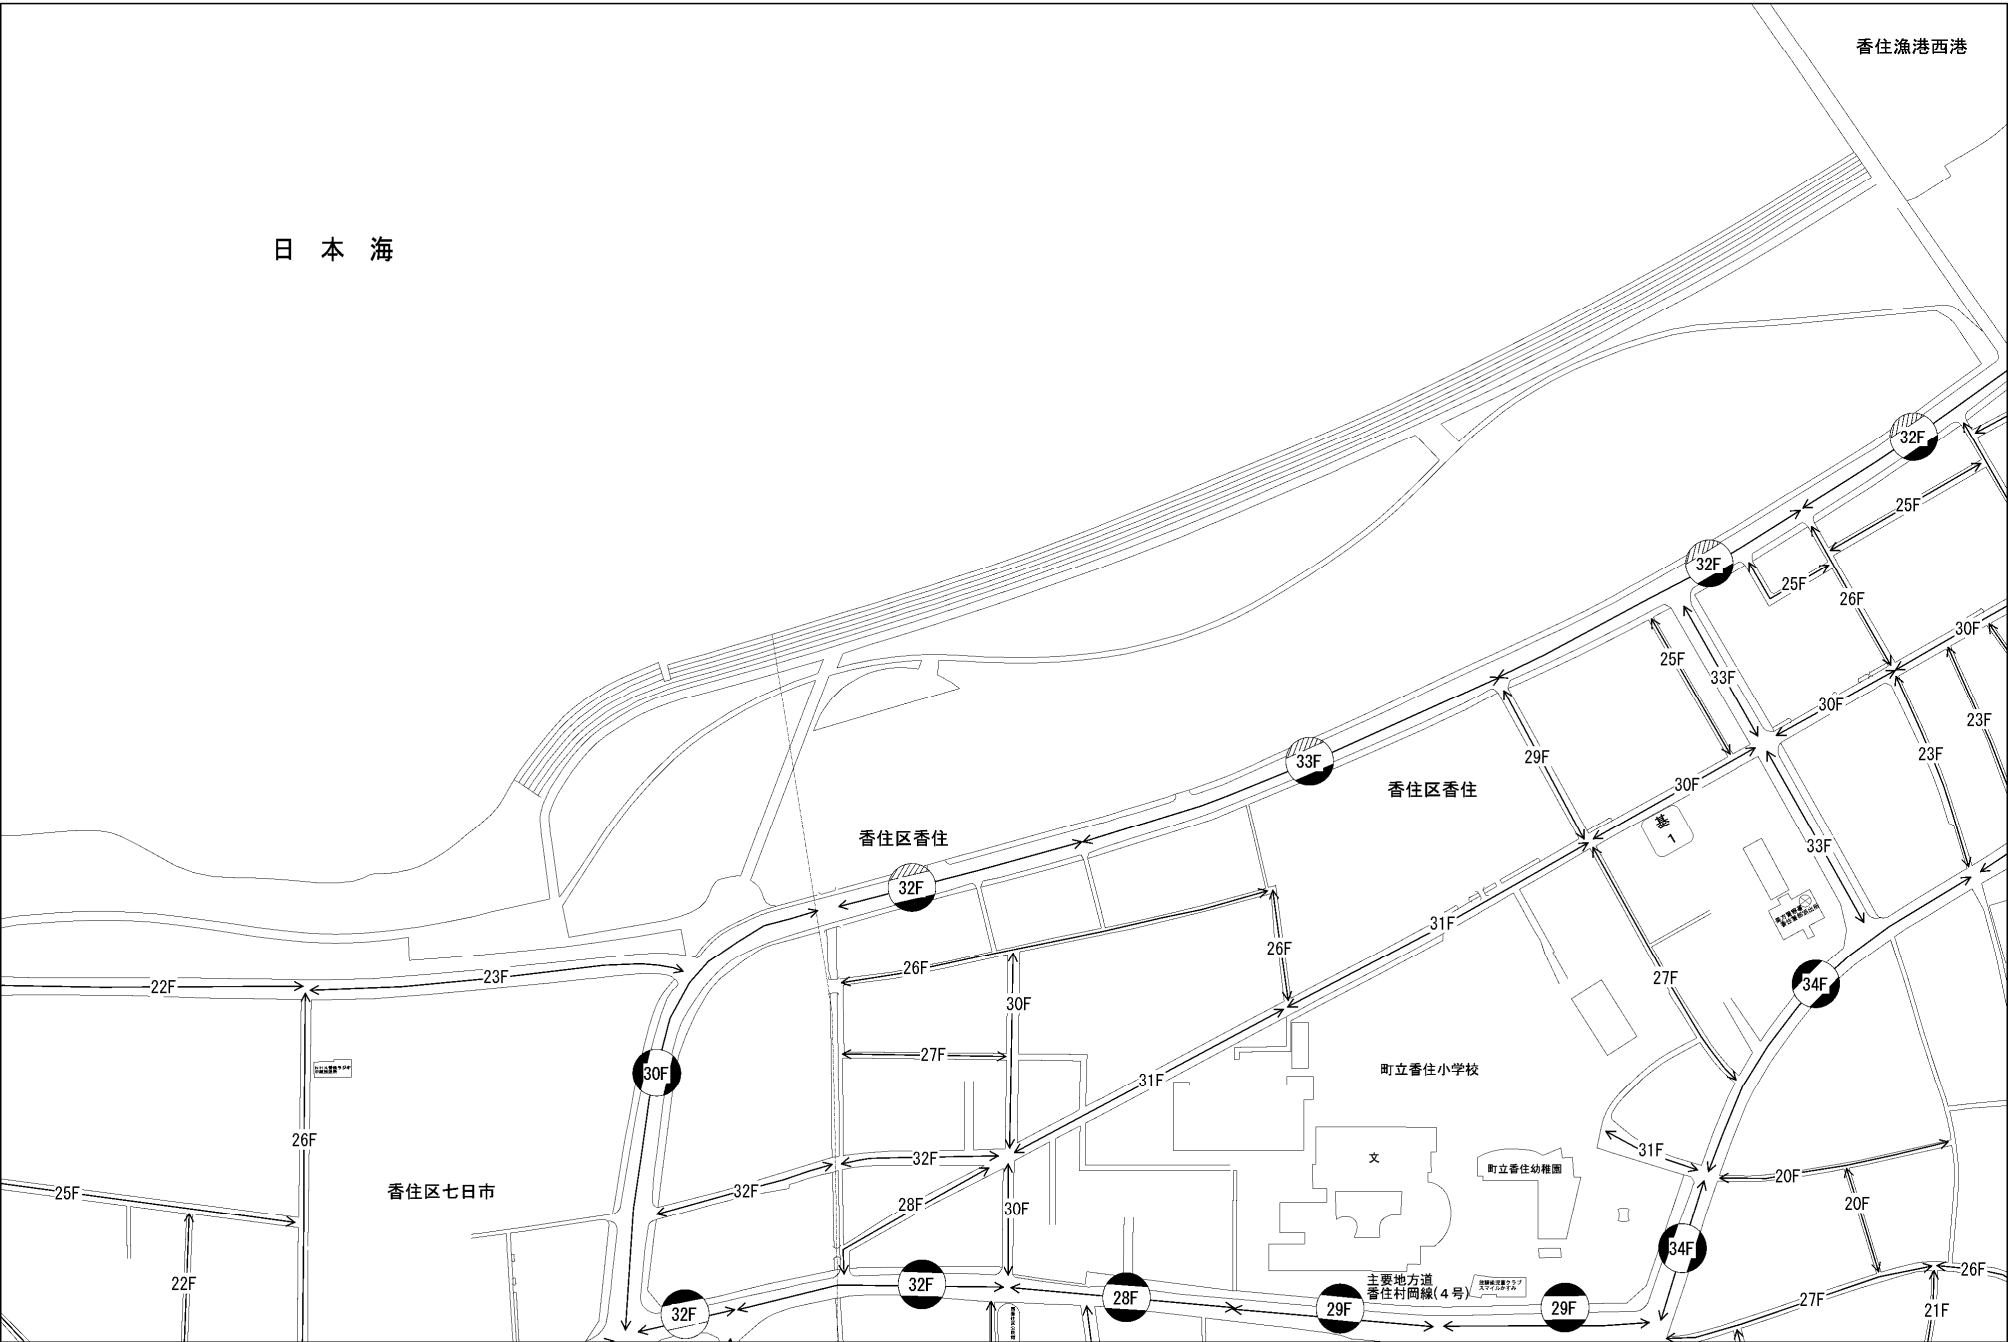 香住漁港西港
日 本 海
32F
25F
32F
25F
26F
30F
25F
33F
30F
23F
33F
29F
23F
香住区香住
30F
香住区香住
基
1
33F
32F
31F
26F
26F
23F
22F
27F
34F
30F
27F
30F
31F
町立香住小学校
26F
32F
文
町立香住幼稚園
31F
20F
25F
香住区七日市
32F
28F
30F
20F
34F
22F
32F
主要地方道
香住村岡線(4号)
26F
28F
29F
29F
27F
21F
32F